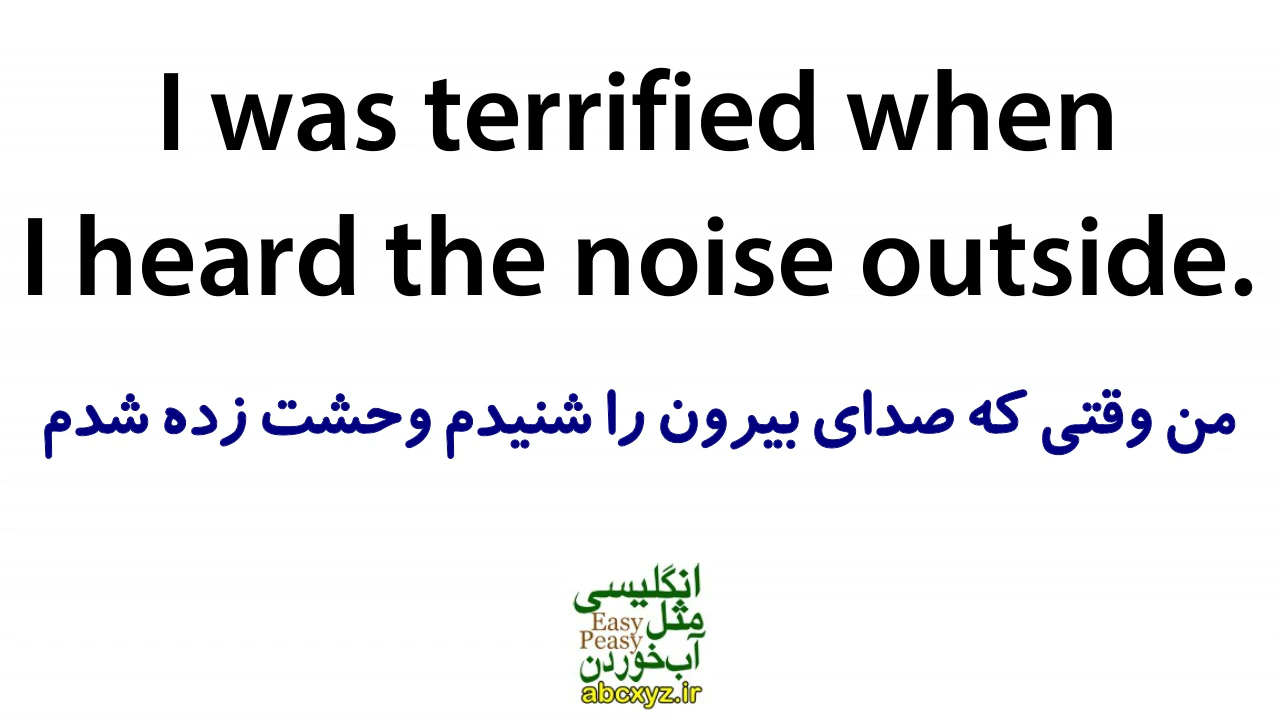 I was terrified when
I heard the noise outside.
من وقتی که صدای بیرون را شنیدم وحشت زده شدم
انگلیسی
مثل
Easy
Peasy
آب‌خوردن
abcxyz.ir